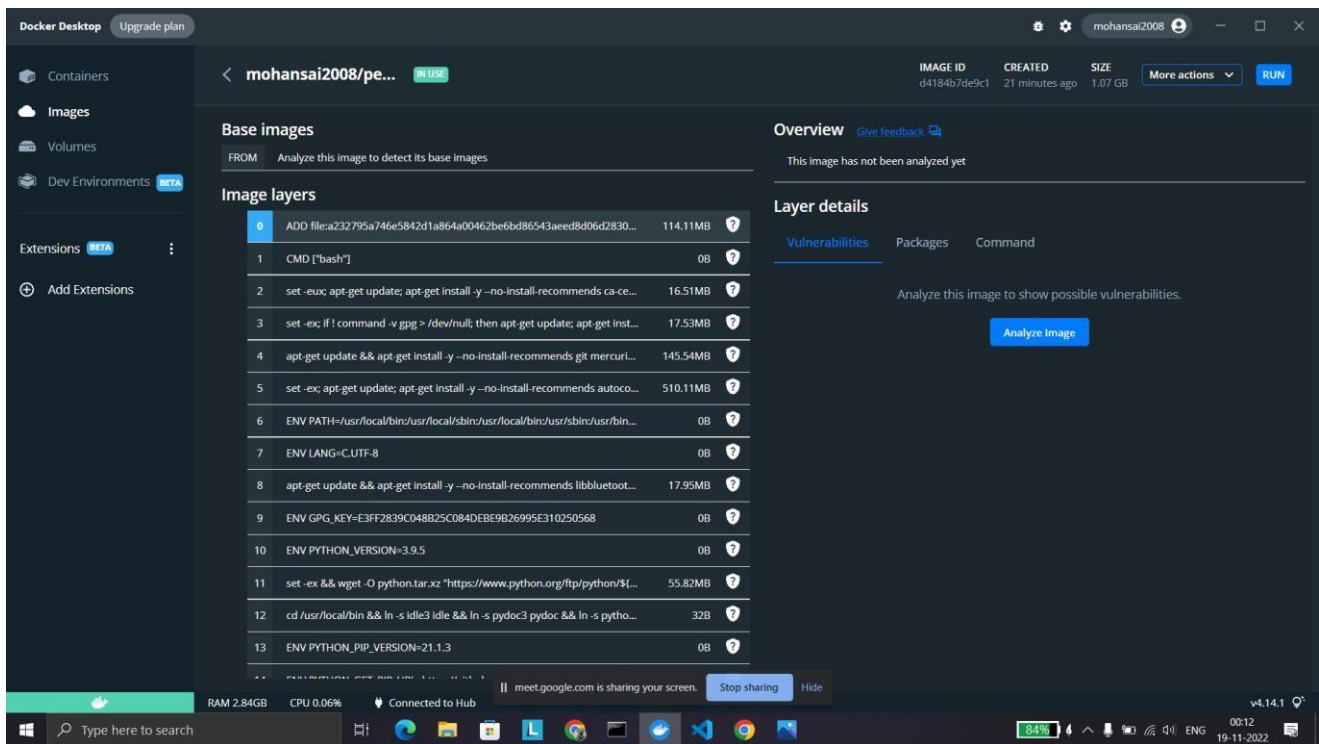 Docker Desktop Upgrade plan mohansai2008
Containers
Images
Volumes
Dev Environments BETA
Extensions BETA
Add Extensions
mohansai2008/pe... IN USE
IMAGE ID CREATED SIZE
d4184b7de9c1 21 minutes ago 1.07 GB
More actions RUN
Base images
FROM Analyze this image to detect its base images
Image layers
0 ADD file:a232795a746e5842d1a864a00462be6bd86543aeed8d06d2830... 114.11MB
1 CMD ["bash"] 0B
2 set -eux; apt-get update; apt-get install -y --no-install-recommends ca-ce... 16.51MB
3 set -ex; if ! command -v gpg > /dev/null; then apt-get update; apt-get inst... 17.53MB
4 apt-get update && apt-get install -y --no-install-recommends git mercuri... 145.54MB
5 set -ex; apt-get update; apt-get install -y --no-install-recommends autoco... 510.11MB
6 ENV PATH=/usr/local/bin:/usr/local/sbin:/usr/local/bin:/usr/sbin:/usr/bin... 0B
7 ENV LANG=C.UTF-8 0B
8 apt-get update && apt-get install -y --no-install-recommends libbluetoot... 17.95MB
9 ENV GPG_KEY=E3FF2839C048B25C084DEBE9B26995E310250568 0B
10 ENV PYTHON_VERSION=3.9.5 0B
11 set -ex && wget -O python.tar.xz "https://www.python.org/ftp/python/${... 55.82MB
12 cd /usr/local/bin && ln -s idle3 idle && ln -s pydoc3 pydoc && ln -s pytho... 32B
13 ENV PYTHON_PIP_VERSION=21.1.3 0B
Overview Give feedback
This image has not been analyzed yet
Layer details
Vulnerabilities Packages Command
Analyze this image to show possible vulnerabilities.
Analyze Image
meet.google.com is sharing your screen. Stop sharing Hide
RAM 2.84GB CPU 0.06% Connected to Hub v4.14.1
Type here to search
84% ENG 00:12
19-11-2022